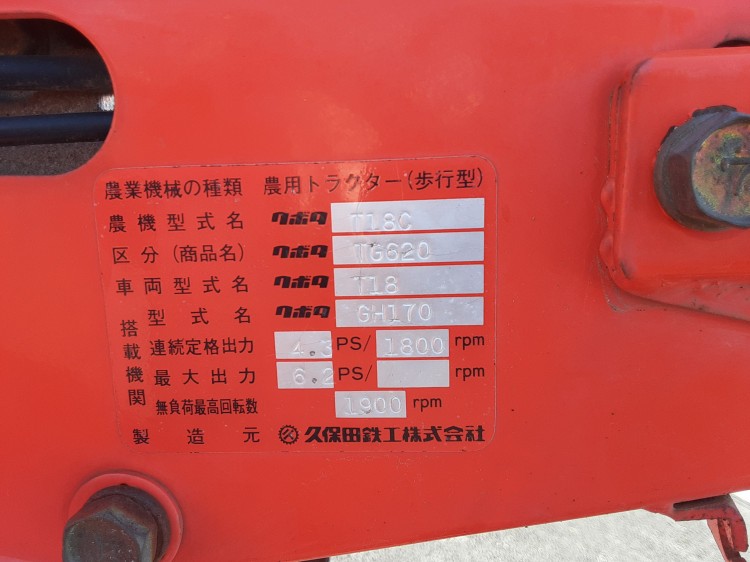 農業機械の種類 農用トラクター(歩行型)
農機型式名 クボタ T18C
区分(商品名) クボタ TG620
車両型式名 クボタ T18
搭載機関 型式名 クボタ GH170
連続定格出力 4.3 PS/ 1800 rpm
最大出力 6.2 PS/ rpm
無負荷最高回転数 1900 rpm
製造元 久保田鉄工株式会社